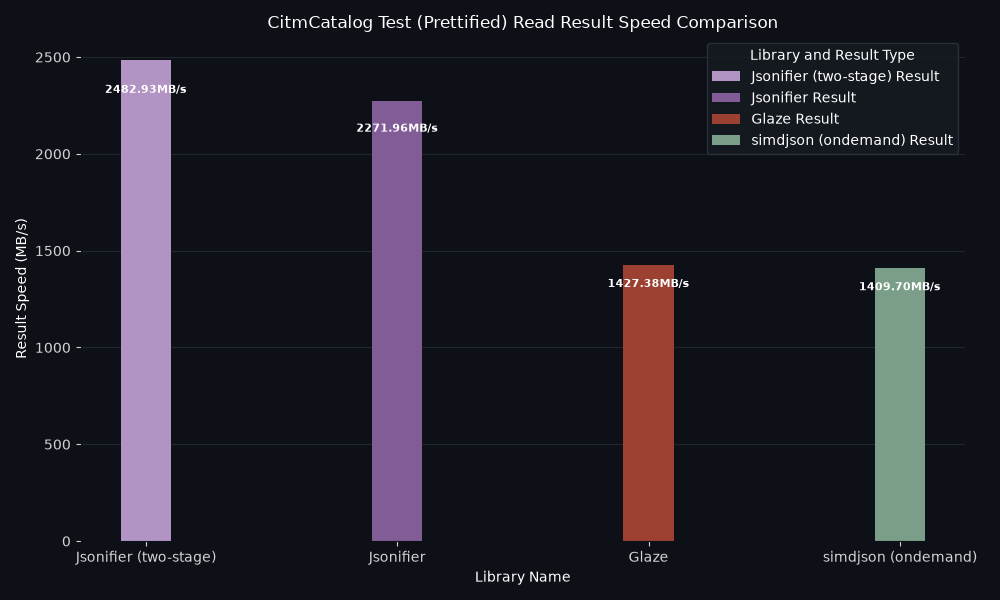 CitmCatalog Test (Prettified) Read Result Speed Comparison
Library and Result Type
Jsonifier (two-stage) Result
Jsonifier Result
Glaze Result
simdjson (ondemand) Result
Result Speed (MB/s)
2500
2000
1500
1000
500
0
2482.93MB/s
2271.96MB/s
1427.38MB/s
1409.70MB/s
Jsonifier (two-stage)
Jsonifier
Glaze
simdjson (ondemand)
Library Name